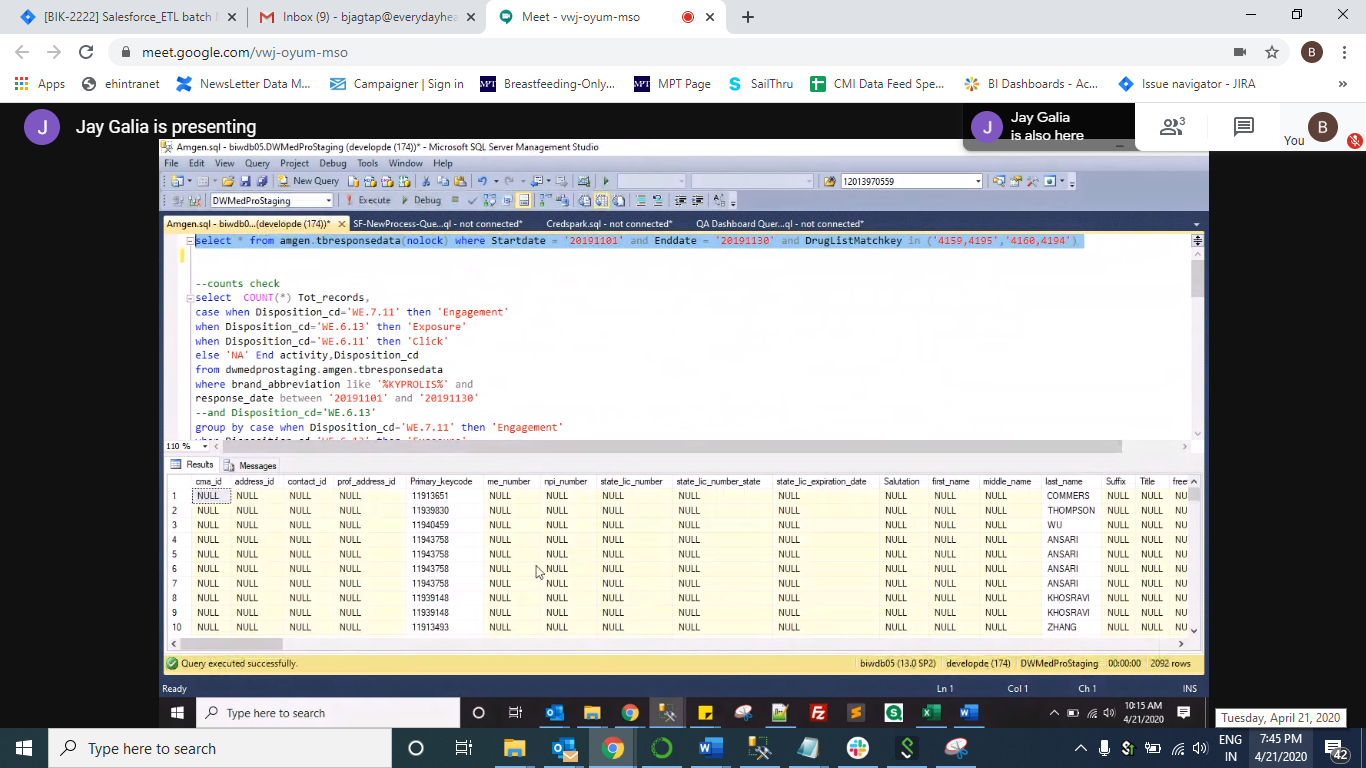 [BIK-2222] Salesforce_ETL batch
Inbox (9) - bjagtap@everydayhea
Meet - vwj-oyum-mso
meet.google.com/vwj-oyum-mso
B
Apps
ehintranet
NewsLetter Data M...
Campaigner | Sign in
Breastfeeding-Only...
MPT Page
SailThru
CMI Data Feed Spe...
BI Dashboards - Ac...
Issue navigator - JIRA
»
J
Jay Galia is presenting
J
Jay Galia
is also here
3
You
B
Amgen.sql - biwdb05.DWMedProStaging (developde (174))* - Microsoft SQL Server Management Studio
File Edit View Query Project Debug Tools Window Help
New Query
12013970559
DWMedProStaging
Execute
Debug
Amgen.sql - biwdb0...(developde (174))*
SF-NewProcess-Que...ql - not connected*
Credspark.sql - not connected*
QA Dashboard Quer...ql - not connected*
select * from amgen.tbresponsedata(nolock) where Startdate = '20191101' and Enddate = '20191130' and DrugListMatchkey in ('4159,4195','4160,4194')
--counts check
select COUNT(*) Tot_records,
case when Disposition_cd='WE.7.11' then 'Engagement'
when Disposition_cd='WE.6.13' then 'Exposure'
when Disposition_cd='WE.6.11' then 'Click'
else 'NA' End activity,Disposition_cd
from dwmedprostaging.amgen.tbresponsedata
where brand_abbreviation like '%KYPROLIS%' and
response_date between '20191101' and '20191130'
--and Disposition_cd='WE.6.13'
group by case when Disposition_cd='WE.7.11' then 'Engagement'
110 %
Results
Messages
cma_id address_id contact_id prof_address_id Primary_keycode me_number npi_number state_lic_number state_lic_number_state state_lic_expiration_date Salutation first_name middle_name last_name Suffix Title free
1 NULL NULL NULL NULL 11913651 NULL NULL NULL NULL NULL NULL NULL NULL COMMERS NULL NULL NU
2 NULL NULL NULL NULL 11939830 NULL NULL NULL NULL NULL NULL NULL NULL THOMPSON NULL NULL NU
3 NULL NULL NULL NULL 11940459 NULL NULL NULL NULL NULL NULL NULL NULL WU NULL NULL NU
4 NULL NULL NULL NULL 11943758 NULL NULL NULL NULL NULL NULL NULL NULL ANSARI NULL NULL NU
5 NULL NULL NULL NULL 11943758 NULL NULL NULL NULL NULL NULL NULL NULL ANSARI NULL NULL NU
6 NULL NULL NULL NULL 11943758 NULL NULL NULL NULL NULL NULL NULL NULL ANSARI NULL NULL NU
7 NULL NULL NULL NULL 11943758 NULL NULL NULL NULL NULL NULL NULL NULL ANSARI NULL NULL NU
8 NULL NULL NULL NULL 11939148 NULL NULL NULL NULL NULL NULL NULL NULL KHOSRAVI NULL NULL NU
9 NULL NULL NULL NULL 11939148 NULL NULL NULL NULL NULL NULL NULL NULL KHOSRAVI NULL NULL NU
10 NULL NULL NULL NULL 11913493 NULL NULL NULL NULL NULL NULL NULL NULL ZHANG NULL NULL NU
Query executed successfully.
biwdb05 (13.0 SP2) developde (174) DWMedProStaging 00:00:00 2092 rows
Ready
Ln 1 Col 1 Ch 1 INS
Type here to search
10:15 AM
4/21/2020
Tuesday, April 21, 2020
Type here to search
ENG
IN
7:45 PM
4/21/2020
42